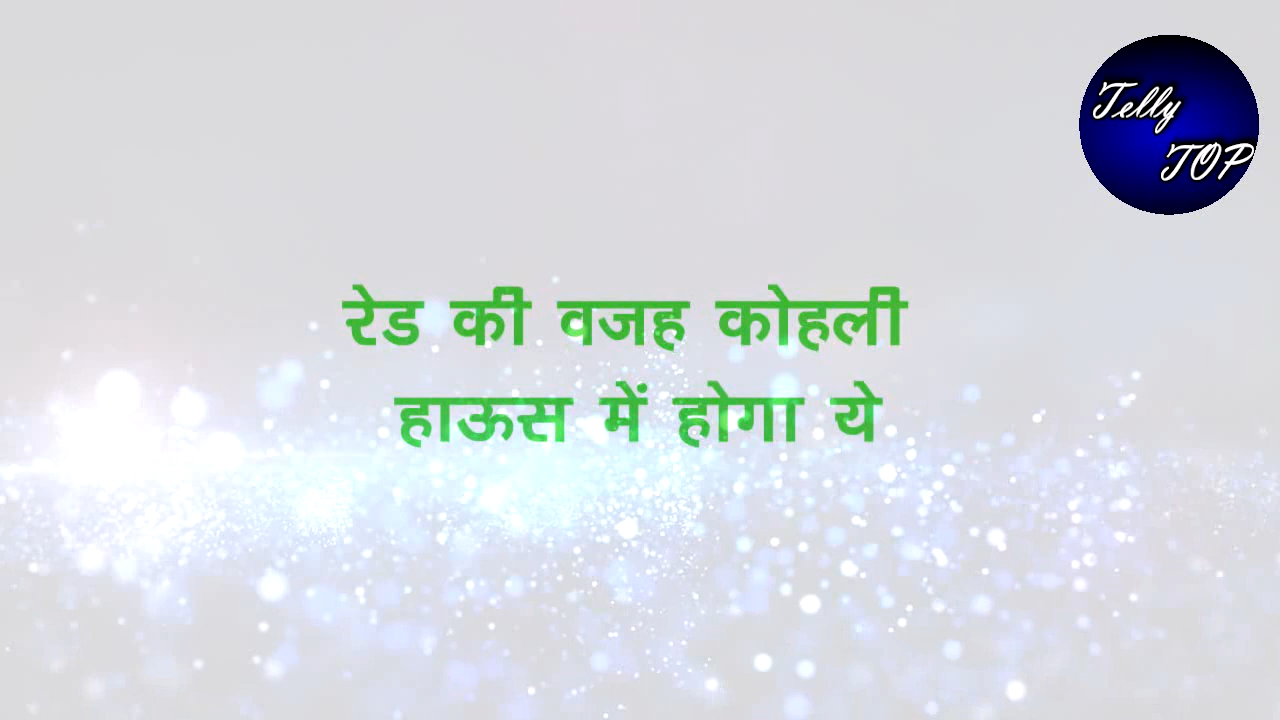 Telly
TOP
रेड की वजह कोहली
हाऊस में होगा ये